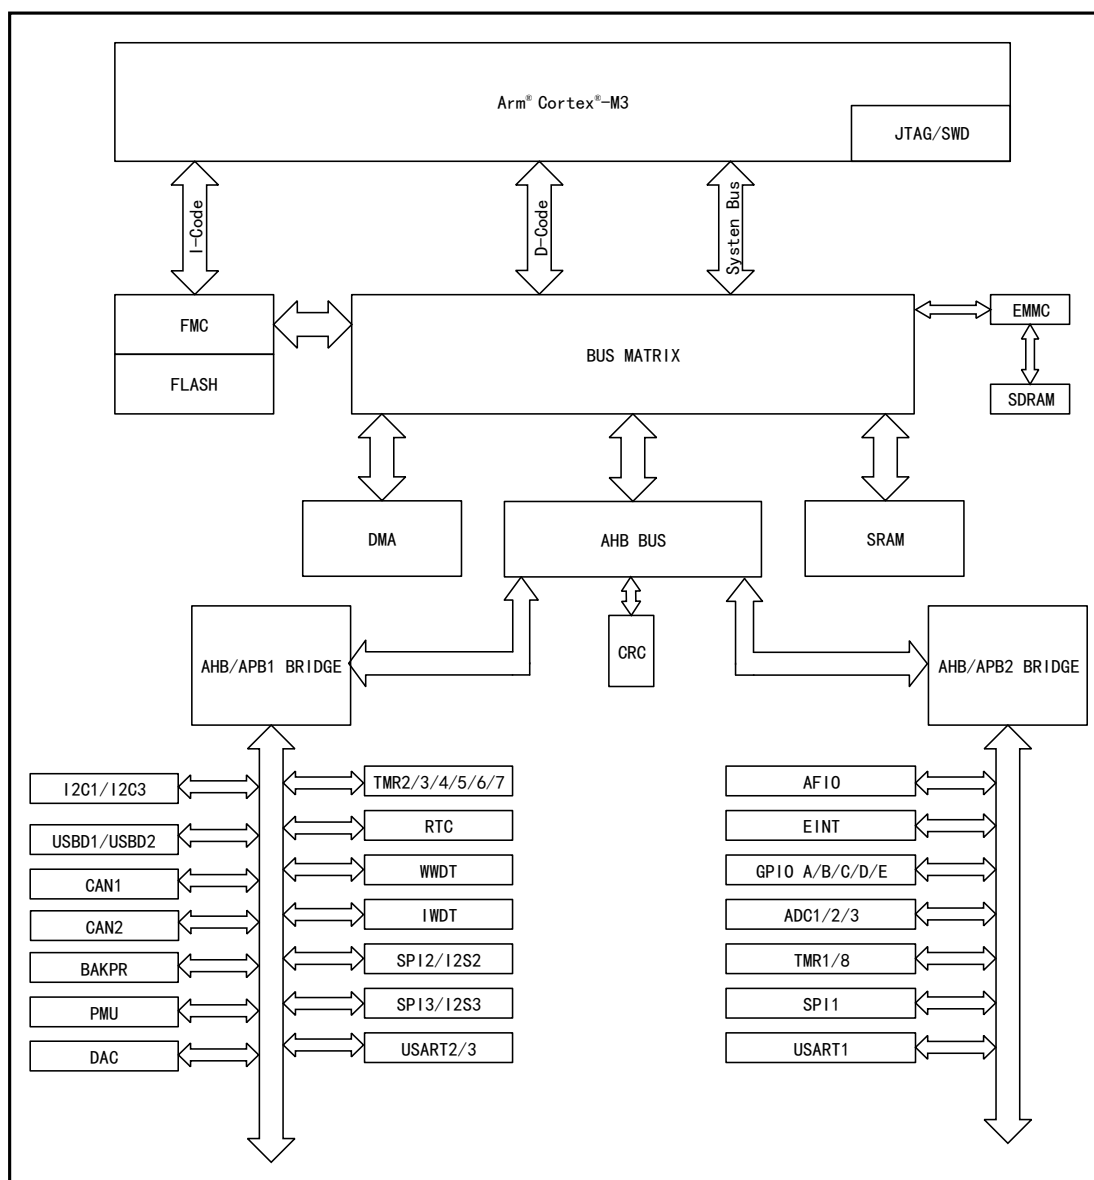 Arm® Cortex®-M3
JTAG/SWD
I-Code
D-Code
Systen Bus
FMC
FLASH
BUS MATRIX
EMMC
SDRAM
DMA
AHB BUS
SRAM
AHB/APB1 BRIDGE
CRC
AHB/APB2 BRIDGE
I2C1/I2C3
USBD1/USBD2
CAN1
CAN2
BAKPR
PMU
DAC
TMR2/3/4/5/6/7
RTC
WWDT
IWDT
SPI2/I2S2
SPI3/I2S3
USART2/3
AFIO
EINT
GPIO A/B/C/D/E
ADC1/2/3
TMR1/8
SPI1
USART1